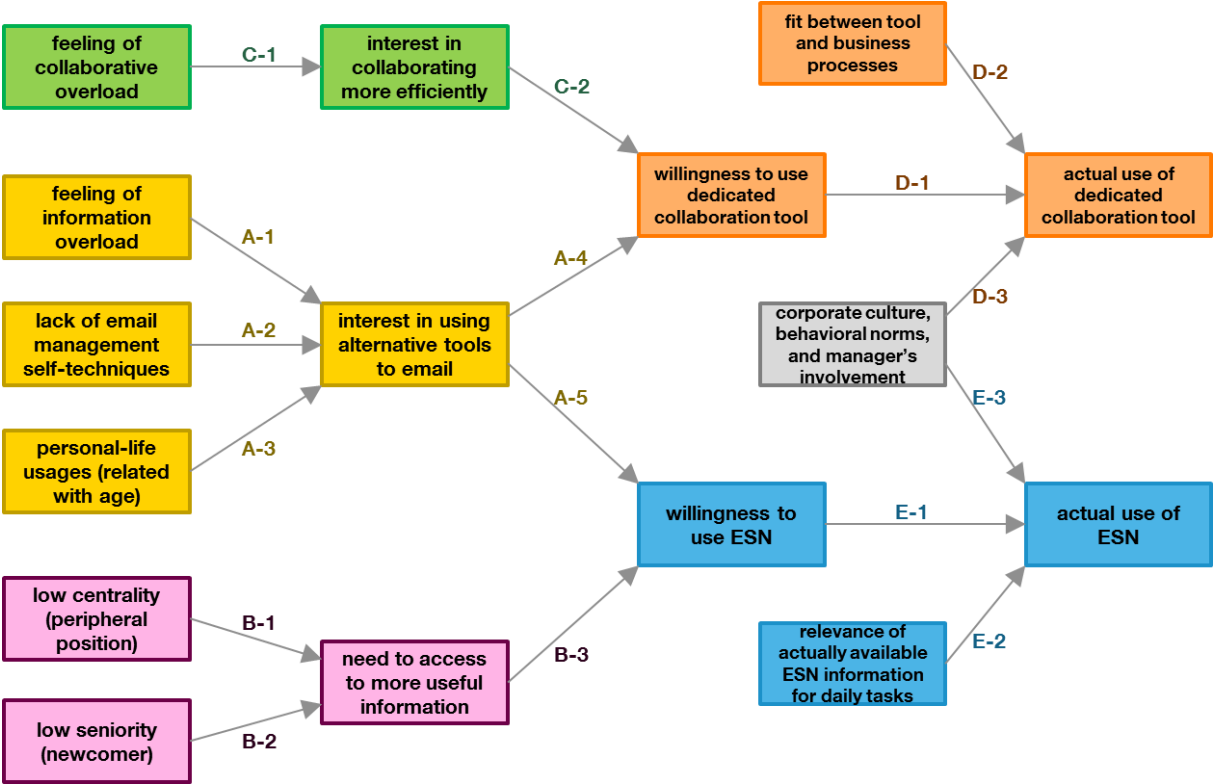 feeling of
collaborative
overload
C-1
interest in
collaborating
more efficiently
C-2
fit between tool
and business
processes
D-2
willingness to use
dedicated
collaboration tool
D-1
actual use of
dedicated
collaboration tool
feeling of
information
overload
A-1
A-4
D-3
lack of email
management
self-techniques
A-2
interest in using
alternative tools
to email
corporate culture,
behavioral norms,
and manager’s
involvement
A-5
E-3
personal-life
usages (related
with age)
A-3
willingness to
use ESN
E-1
actual use of
ESN
low centrality
(peripheral
position)
B-1
need to access
to more useful
information
B-3
relevance of
actually available
ESN information
for daily tasks
E-2
low seniority
(newcomer)
B-2